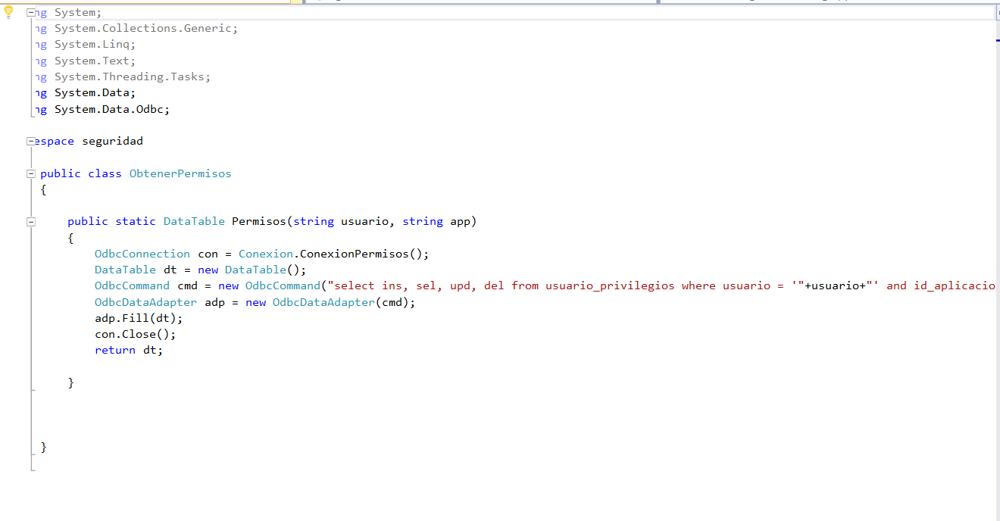 ng System;
ng System.Collections.Generic;
ng System.Linq;
ng System.Text;
ng System.Threading.Tasks;
ng System.Data;
ng System.Data.Odbc;
espace seguridad
public class ObtenerPermisos
{
public static DataTable Permisos(string usuario, string app)
{
OdbcConnection con = Conexion.ConexionPermisos();
DataTable dt = new DataTable();
OdbcCommand cmd = new OdbcCommand("select ins, sel, upd, del from usuario_privilegios where usuario = '"+usuario+"' and id_aplicacio
OdbcDataAdapter adp = new OdbcDataAdapter(cmd);
adp.Fill(dt);
con.Close();
return dt;
}
}